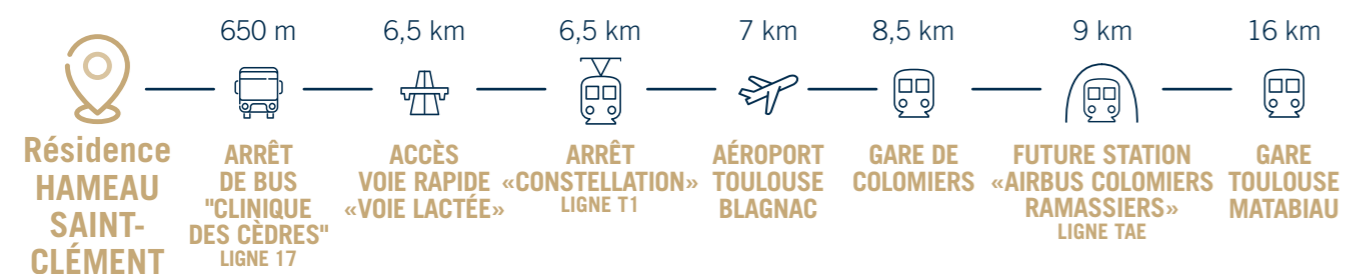 650 m
6,5 km
6,5 km
7 km
8,5 km
9 km
16 km
Résidence
HAMEAU
SAINT-
CLÉMENT
ARRÊT
DE BUS
"CLINIQUE
DES CÈDRES"
LIGNE 17
ACCÈS
VOIE RAPIDE
«VOIE LACTÉE»
ARRÊT
«CONSTELLATION»
LIGNE T1
AÉROPORT
TOULOUSE
BLAGNAC
GARE DE
COLOMIERS
FUTURE STATION
«AIRBUS COLOMIERS
RAMASSIERS»
LIGNE TAE
GARE
TOULOUSE
MATABIAU